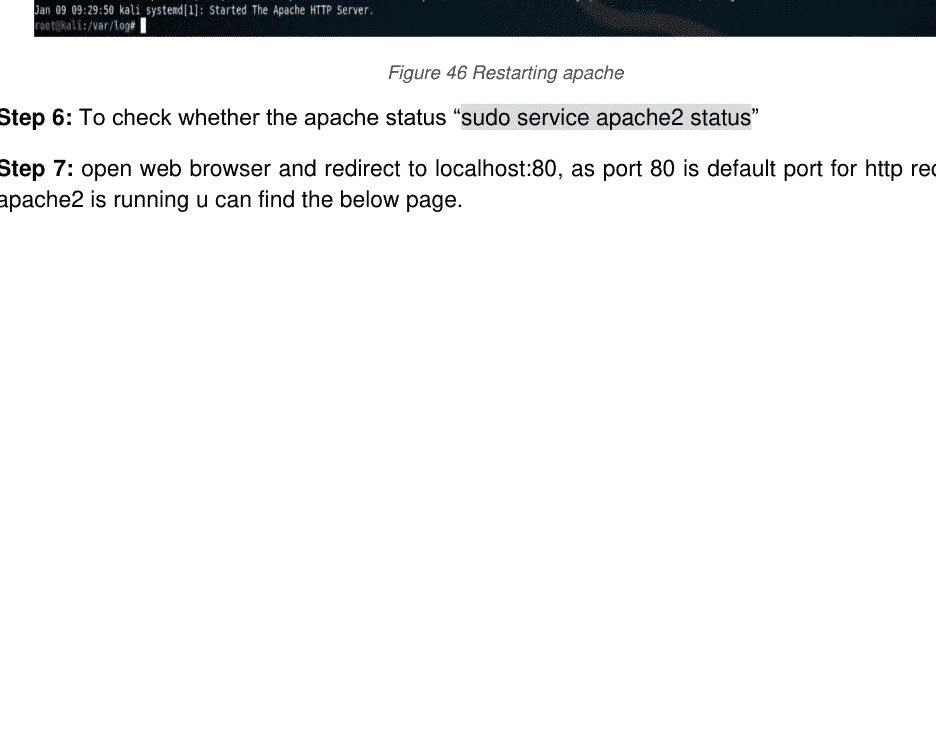 Jan 09 09:29:50 kali systemd[1]: Started The Apache HTTP Server.
root@kali:/var/log#
Figure 46 Restarting apache
Step 6: To check whether the apache status “sudo service apache2 status”
Step 7: open web browser and redirect to localhost:80, as port 80 is default port for http
apache2 is running u can find the below page.